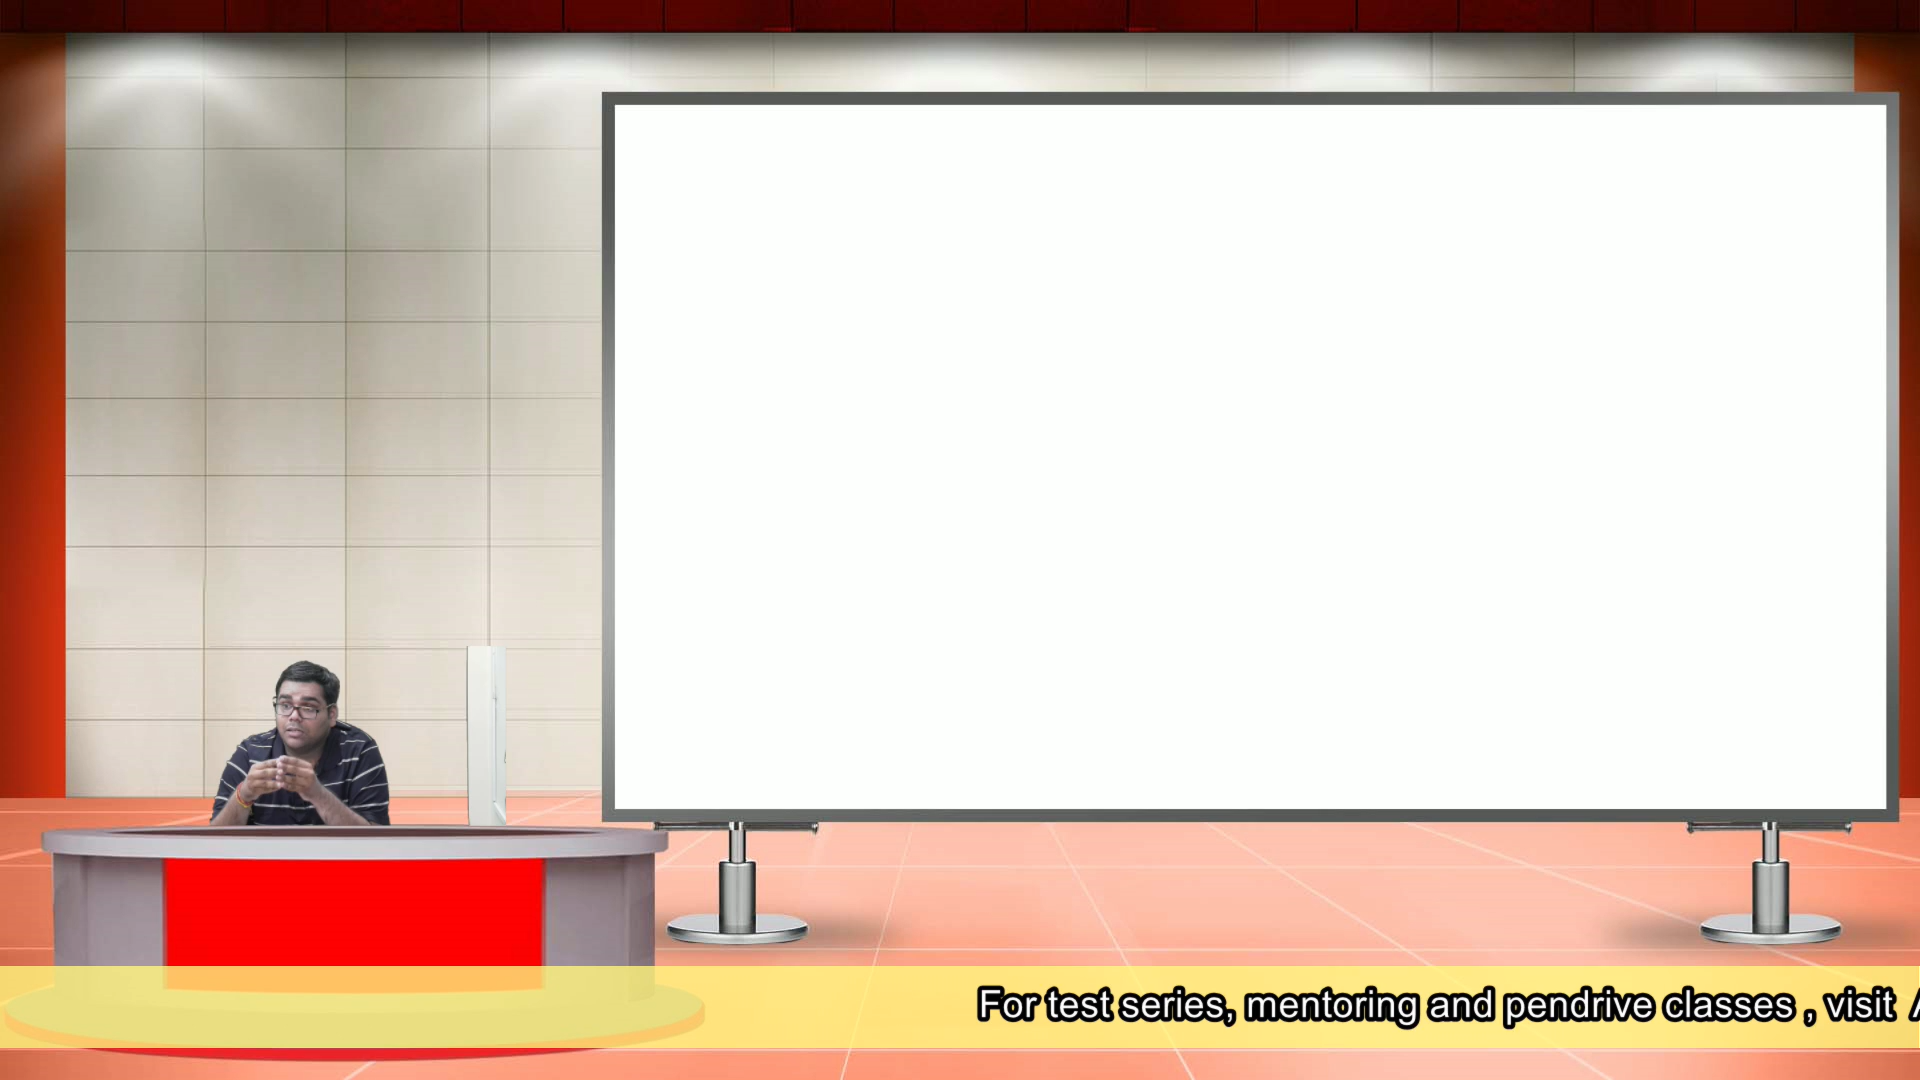 For test series, mentoring and pendrive classes , visit